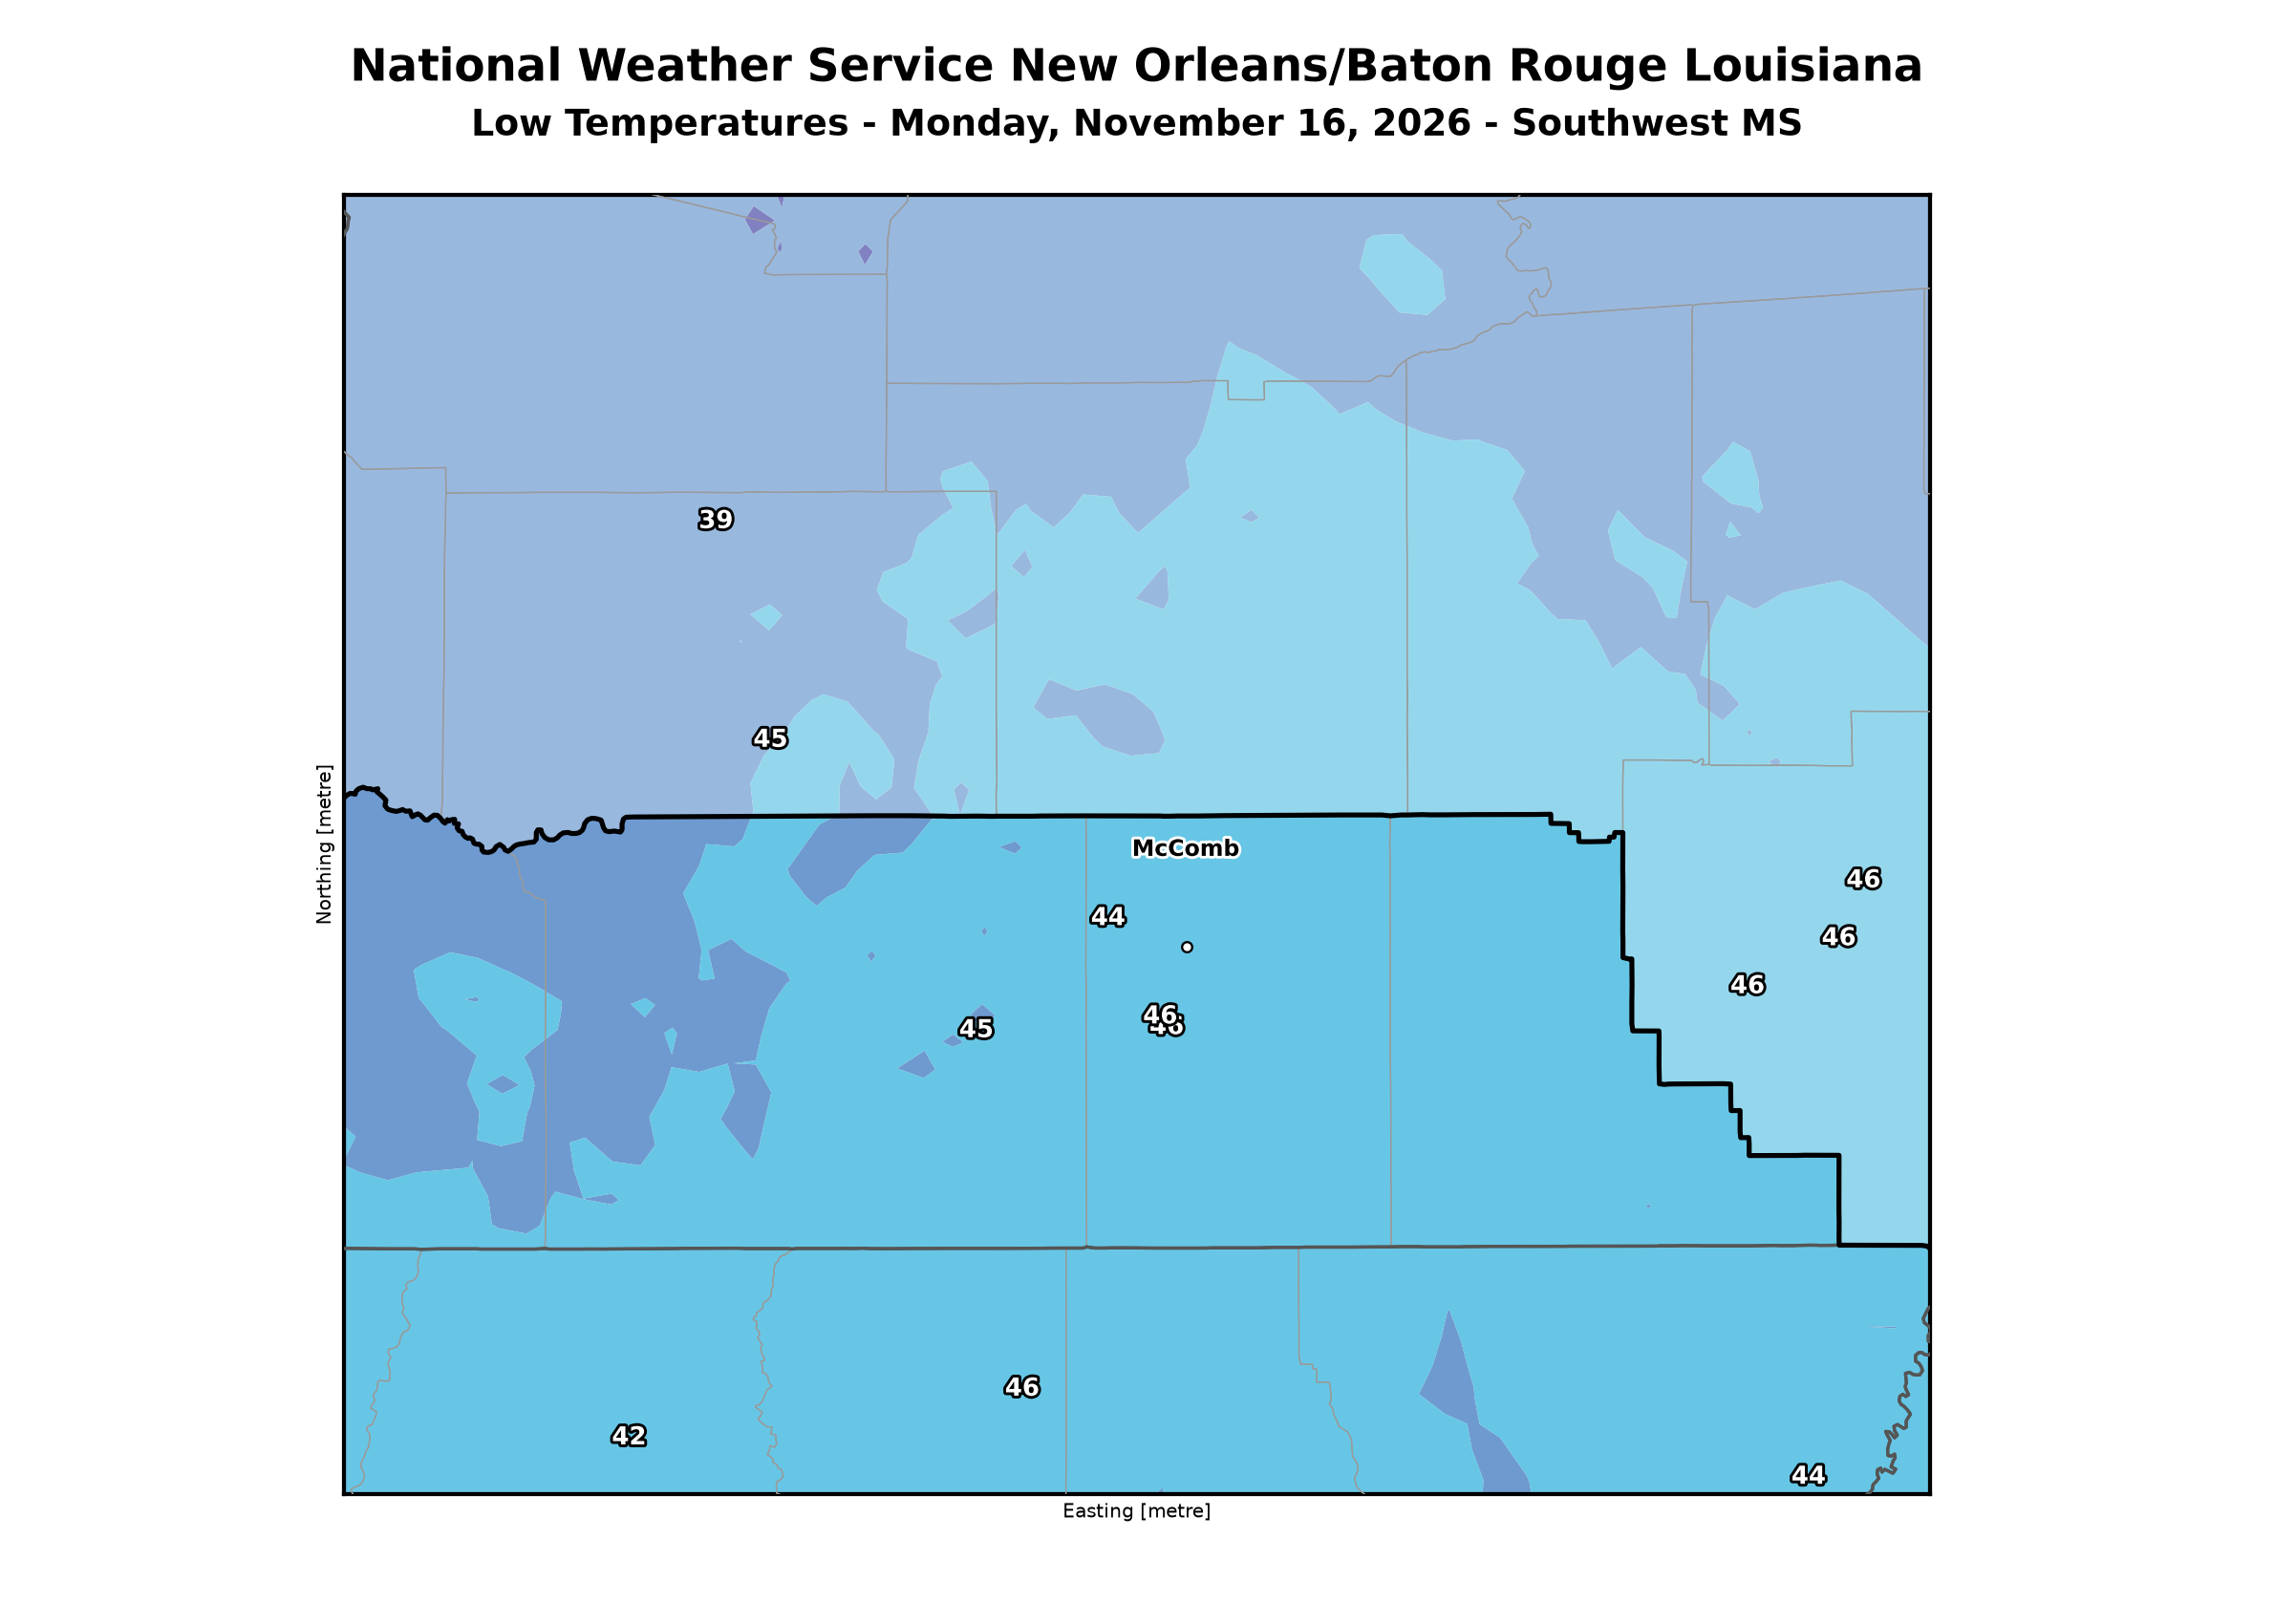 National Weather Service New Orleans/Baton Rouge Louisiana
Low Temperatures - Monday, November 16, 2026 - Southwest MS
39
45
McComb
46
44
46
46
46
46
45
46
42
44
Northing [metre]
Easting [metre]